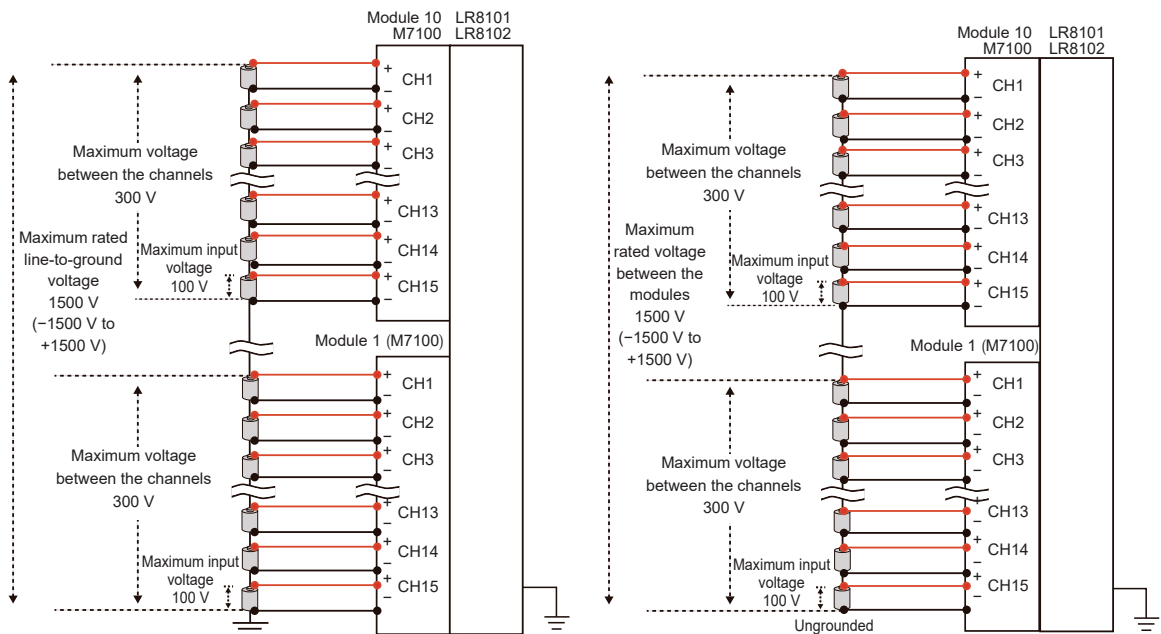 Module 10 LR8101
M7100 LR8102
+
CH1
−
+
CH2
−
+
CH3
−
Maximum voltage
between the channels
300 V
+
CH13
−
+
CH14
−
+
CH15
−
Maximum rated
line-to-ground
voltage
1500 V
(−1500 V to
+1500 V)
Maximum input
voltage
100 V
Module 1 (M7100)
+
CH1
−
+
CH2
−
+
CH3
−
Maximum voltage
between the channels
300 V
+
CH13
−
+
CH14
−
+
CH15
−
Maximum input
voltage
100 V
Module 10 LR8101
M7100 LR8102
+
CH1
−
+
CH2
−
+
CH3
−
Maximum voltage
between the channels
300 V
+
CH13
−
+
CH14
−
+
CH15
−
Maximum
rated voltage
between the
modules
1500 V
(−1500 V to
+1500 V)
Maximum input
voltage
100 V
Module 1 (M7100)
+
CH1
−
+
CH2
−
+
CH3
−
Maximum voltage
between the channels
300 V
+
CH13
−
+
CH14
−
+
CH15
−
Maximum input
voltage
100 V
Ungrounded